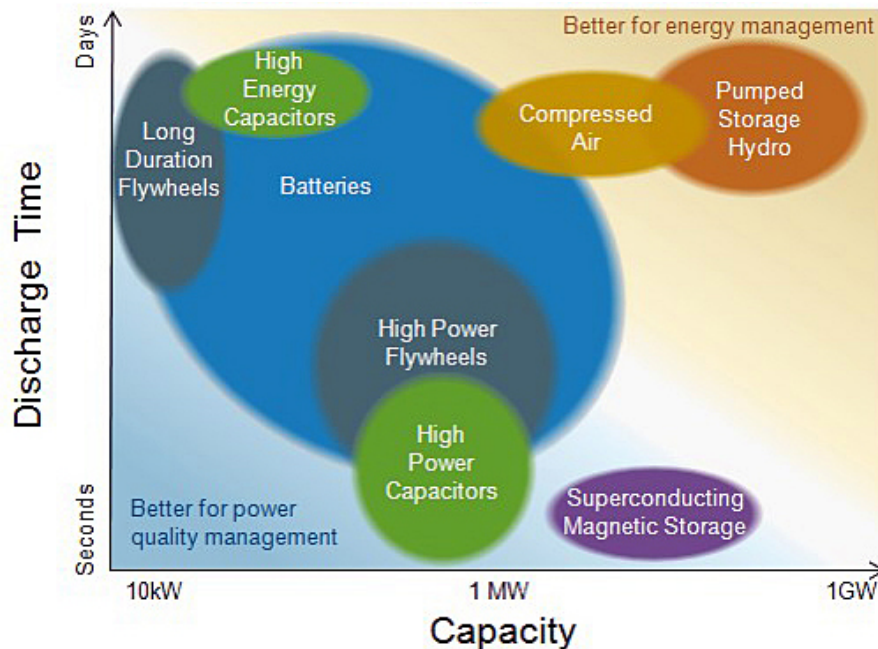 Days
Better for energy management
High
Energy
Capacitors
Long
Duration
Flywheels
Compressed
Air
Pumped
Storage
Hydro
Batteries
Discharge Time
High Power
Flywheels
High
Power
Capacitors
Superconducting
Magnetic Storage
Better for power
quality management
Seconds
10kW
1 MW
1GW
Capacity